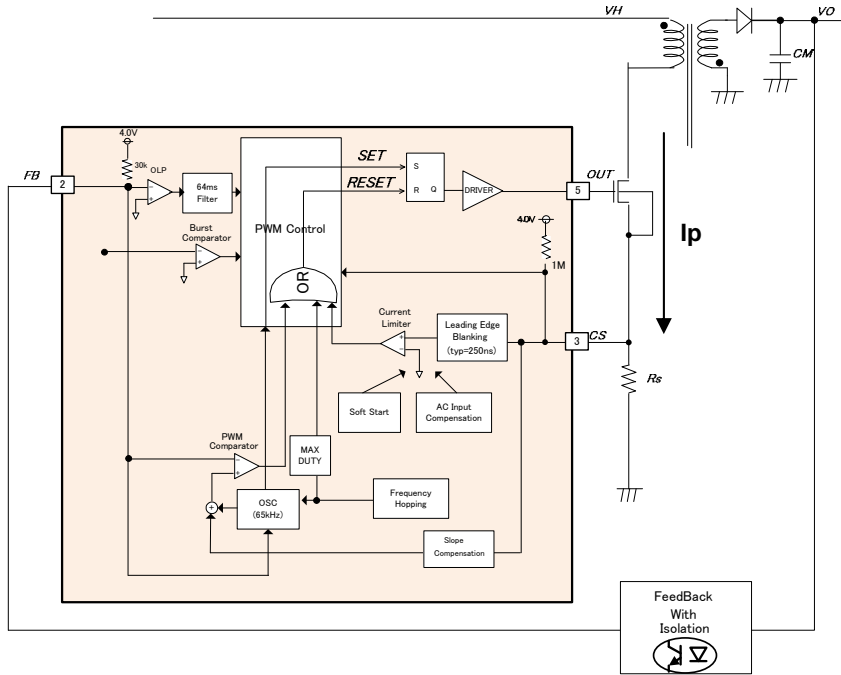 VH
VO
CM
4.0V
30k
OLP
FB
2
64ms
Filter
SET
RESET
S
R
Q
DRIVER
5
OUT
Burst
Comparator
PWM Control
4.0V
1M
Ip
OR
Current
Limiter
+
-
Leading Edge
Blanking
(typ=250ns)
3
CS
Rs
Soft Start
AC Input
Compensation
PWM
Comparator
-
+
MAX
DUTY
+
OSC
(65kHz)
Frequency
Hopping
Slope
Compensation
FeedBack
With
Isolation